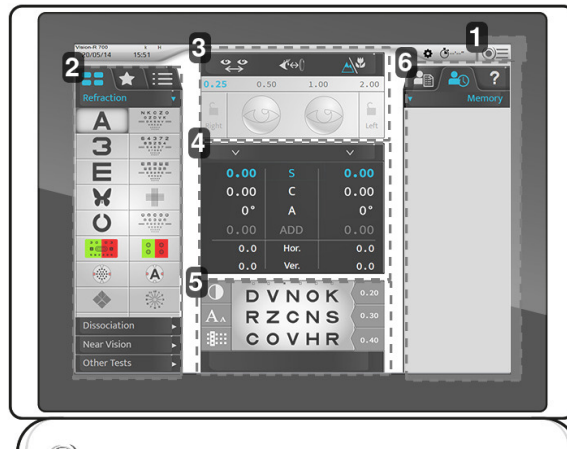 Vision-R 700
20/05/14 15:51
1
2
3
6
Refraction
Memory
?
0.25 0.50 1.00 2.00
Right
Left
A
3
E
A
4
0.00 S 0.00
0.00 C 0.00
0° A 0°
0.00 ADD 0.00
0.0 Hor. 0.0
0.0 Ver. 0.0
5
D V N O K 0.20
R Z C N S 0.30
C O V H R 0.40
AA
Dissociation
Near Vision
Other Tests